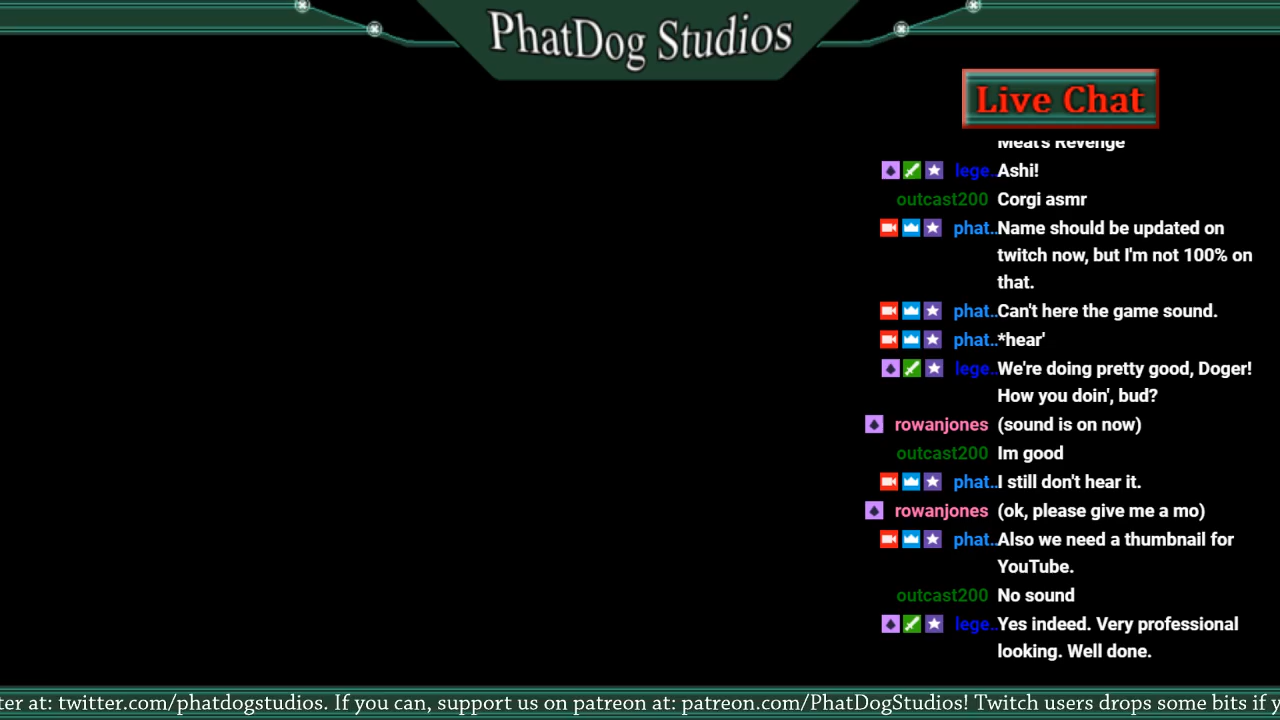 PhatDog Studios
Live Chat
Meat's Revenge
lege.. Ashi!
outcast200 Corgi asmr
phat.. Name should be updated on
twitch now, but I'm not 100% on
that.
phat.. Can't here the game sound.
phat.. *hear'
lege.. We're doing pretty good, Doger!
How you doin', bud?
rowanjones (sound is on now)
outcast200 Im good
phat.. I still don't hear it.
rowanjones (ok, please give me a mo)
phat.. Also we need a thumbnail for
YouTube.
outcast200 No sound
lege.. Yes indeed. Very professional
looking. Well done.
ter at: twitter.com/phatdogstudios. If you can, support us on patreon at: patreon.com/PhatDogStudios! Twitch users drops some bits if y